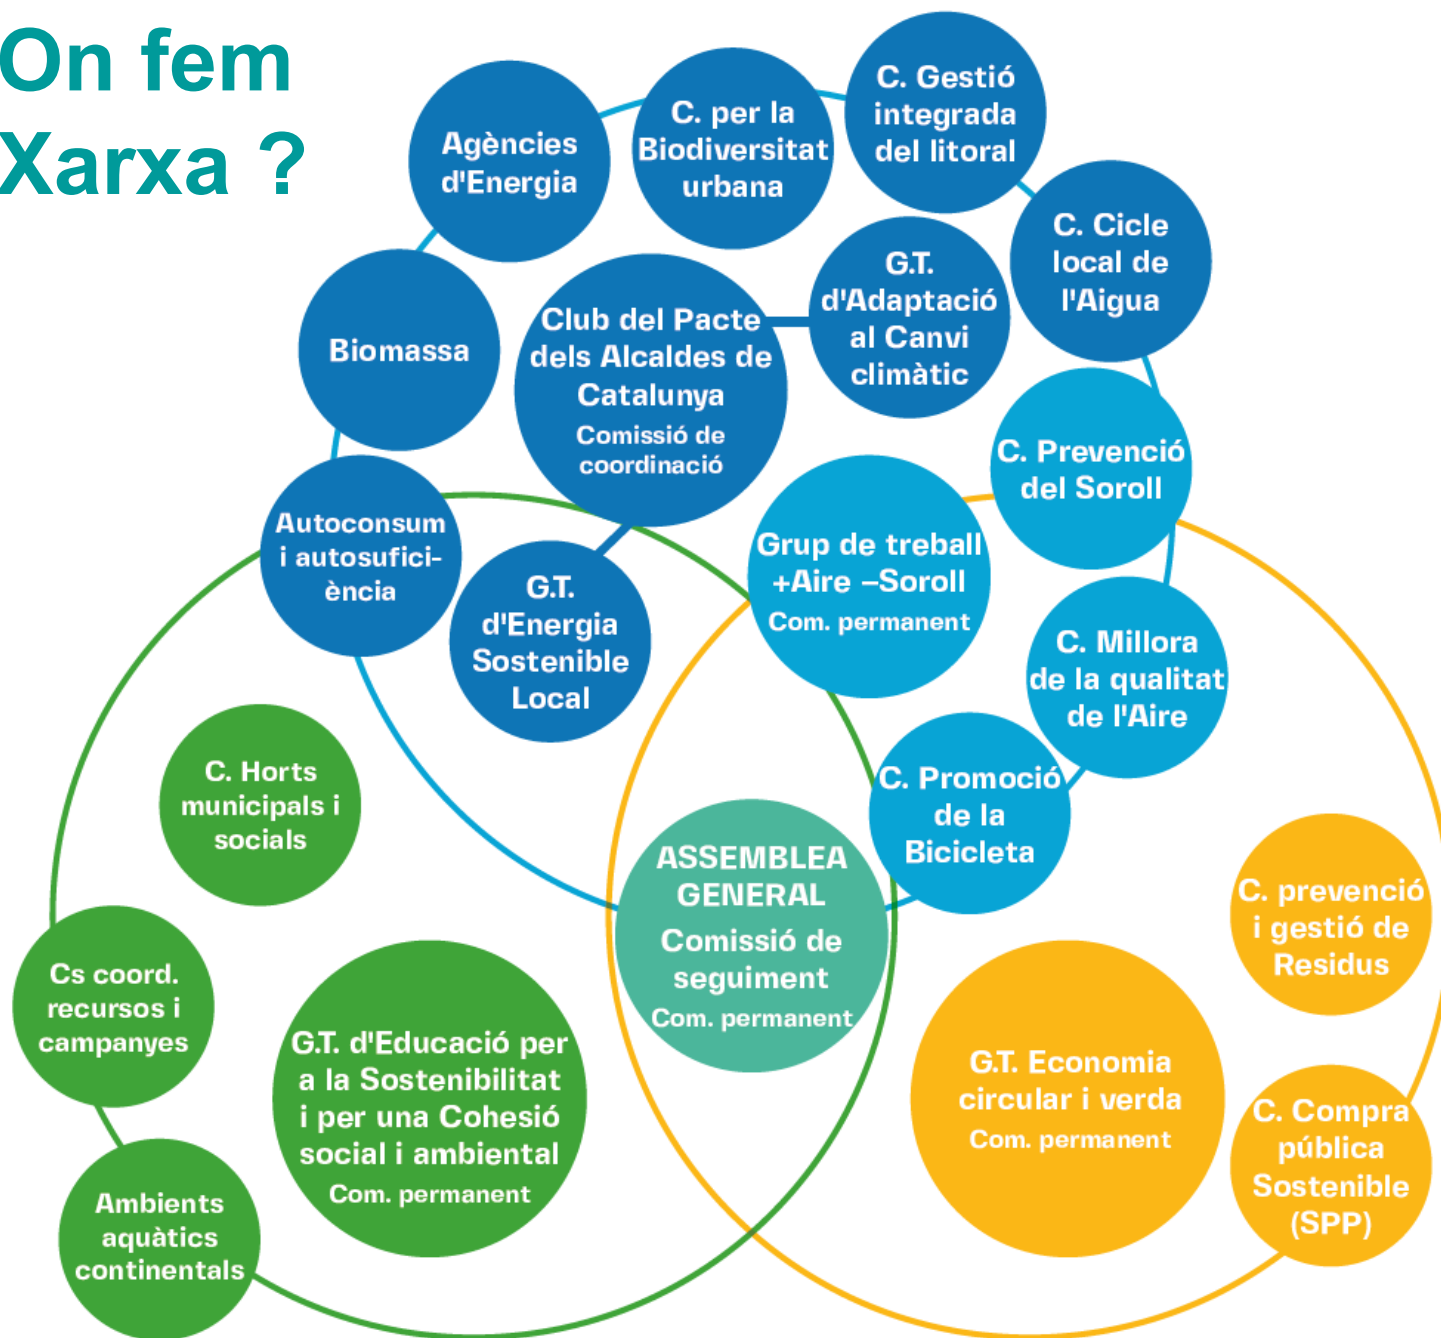 On fem
Xarxa ?
Agències
d'Energia
C. per la
Biodiversitat
urbana
C. Gestió
integrada
del litoral
C. Cicle
local de
l'Aigua
G.T.
d'Adaptació
al Canvi
climàtic
Club del Pacte
dels Alcaldes de
Catalunya
Comissió de
coordinació
Biomassa
C. Prevenció
del Soroll
Autoconsum
i autosufici-
ència
G.T.
d'Energia
Sostenible
Local
Grup de treball
+Aire –Soroll
Com. permanent
C. Millora
de la qualitat
de l'Aire
C. Promoció
de la
Bicicleta
C. Horts
municipals i
socials
ASSEMBLEA
GENERAL
Comissió de
seguiment
Com. permanent
C. prevenció
i gestió de
Residus
Cs coord.
recursos i
campanyes
G.T. d'Educació per
a la Sostenibilitat
i per una Cohesió
social i ambiental
Com. permanent
G.T. Economia
circular i verda
Com. permanent
C. Compra
pública
Sostenible
(SPP)
Ambients
aquàtics
continentals